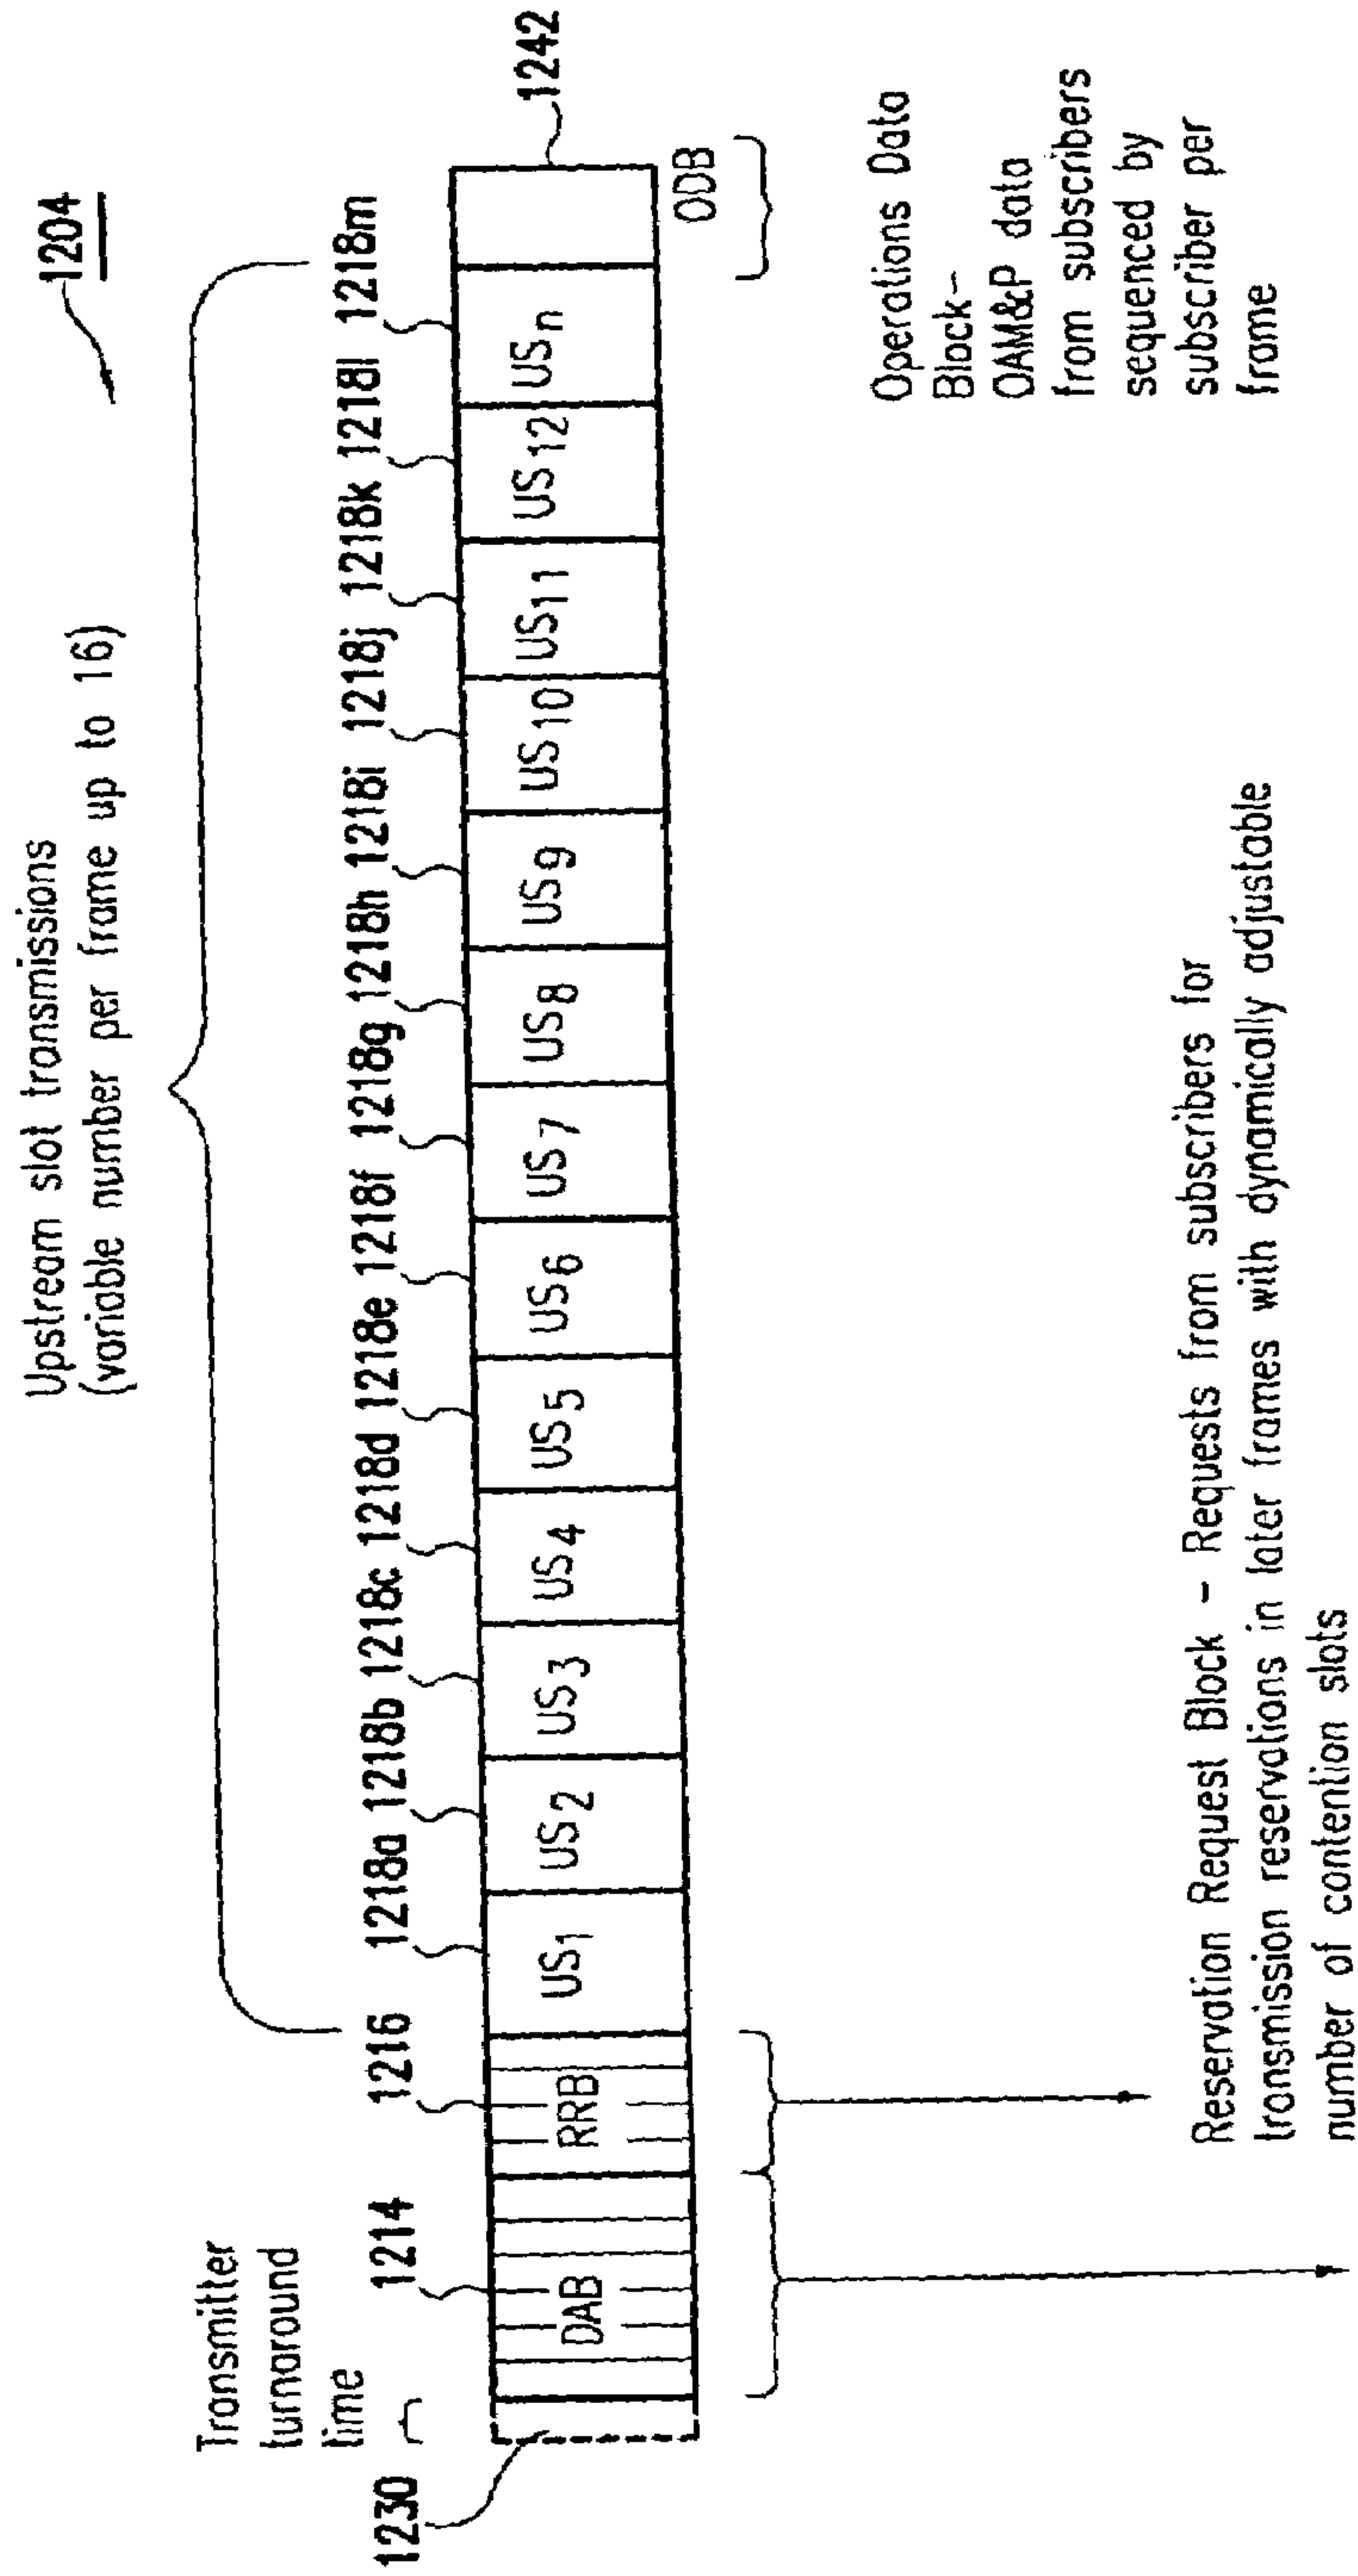 1204
Upstream slot transmissions
(variable number per frame up to 16)
Transmitter
turnaround
time
1230
1214
1216
1218a
1218b
1218c
1218d
1218e
1218f
1218g
1218h
1218i
1218j
1218k
1218l
1218m
1242
DAB
RRB
US1
US2
US3
US4
US5
US6
US7
US8
US9
US10
US11
US12
USn
ODB
Operations Data
Block-
OAM&P data
from subscribers
sequenced by
subscriber per
frame
Reservation Request Block - Requests from subscribers for
transmission reservations in later frames with dynamically adjustable
number of contention slots